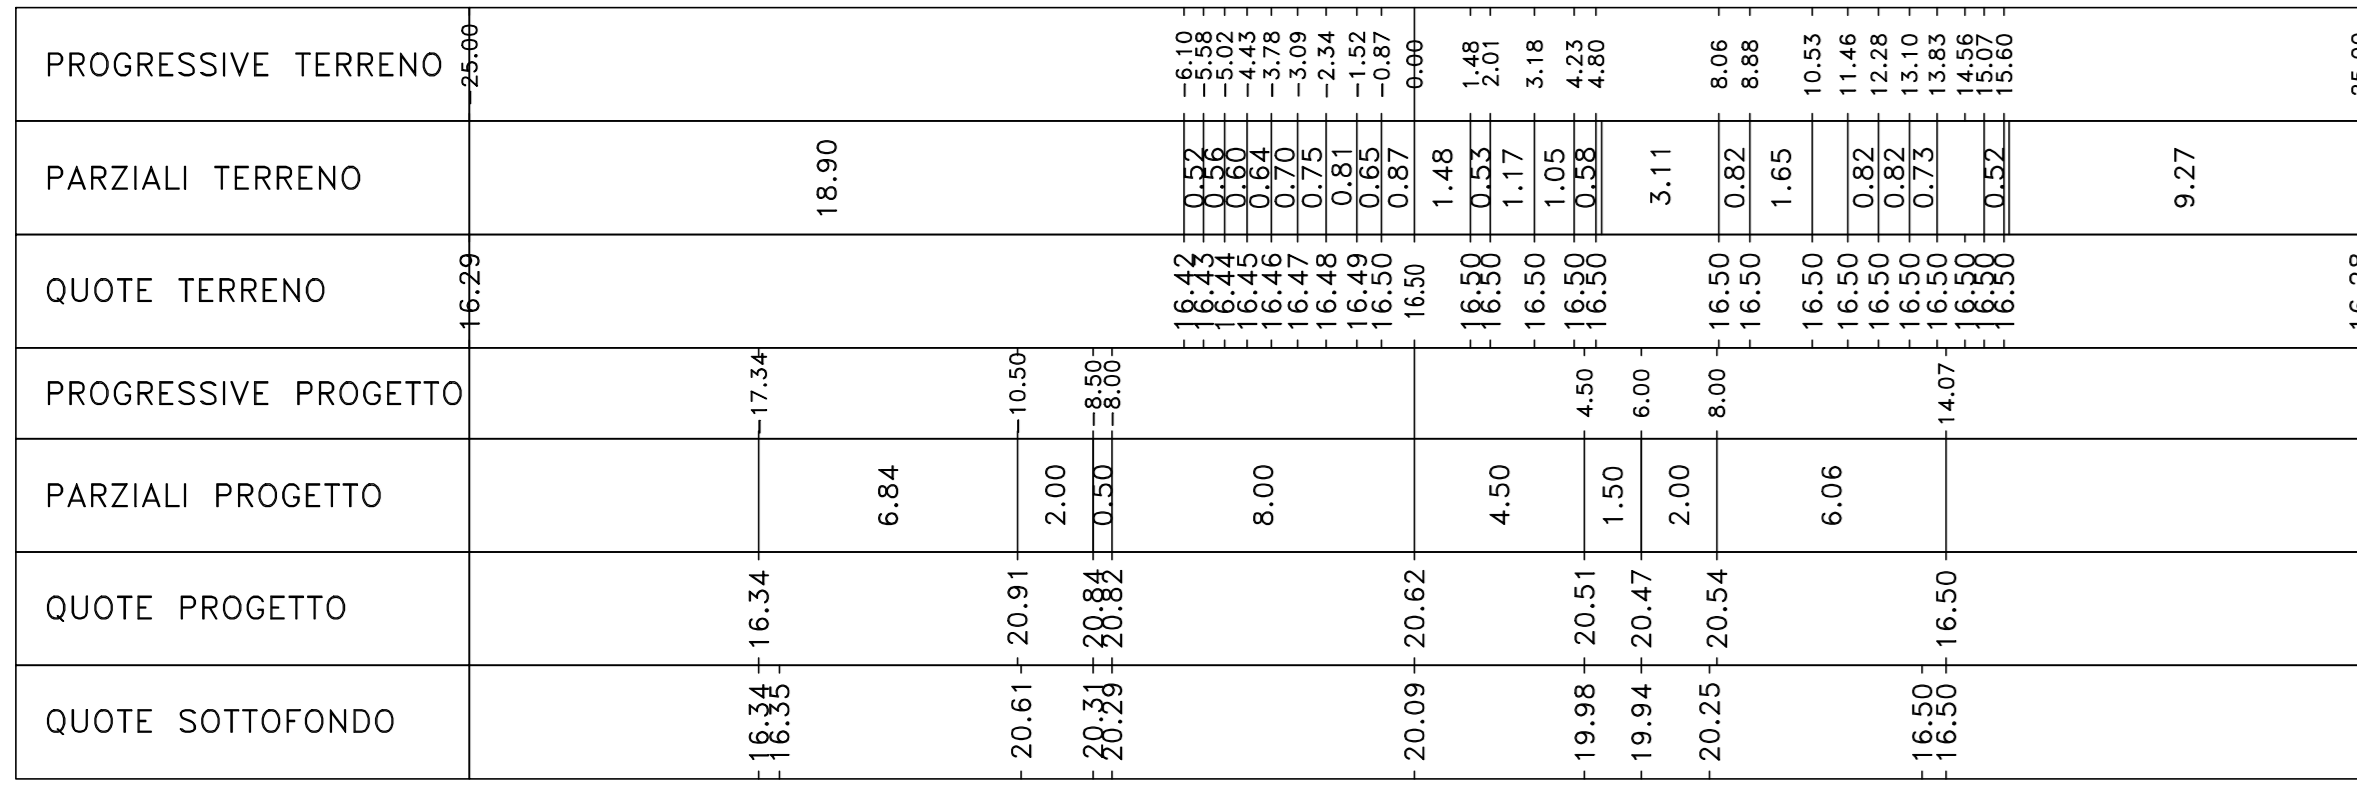 PROGRESSIVE TERRENO -25.00 -6.10 -5.58 -5.02 -4.43 -3.78 -3.09 -2.34 -1.52 -0.87 0.00 1.48 2.01 3.18 4.23 4.80 8.06 8.88 10.53 11.46 12.28 13.10 13.83 14.56 15.07 15.60
PARZIALI TERRENO 18.90 0.52 0.56 0.60 0.64 0.70 0.75 0.81 0.65 0.87 1.48 0.53 1.17 1.05 0.58 3.11 0.82 1.65 0.82 0.82 0.73 0.52 9.27
QUOTE TERRENO 16.29 16.42 16.43 16.44 16.45 16.46 16.47 16.48 16.49 16.50 16.50 16.50 16.50 16.50 16.50 16.50 16.50 16.50 16.50 16.50 16.50 16.50 16.50 16.50 16.50 16.50
PROGRESSIVE PROGETTO -17.34 -10.50 -8.50 -8.00 4.50 6.00 8.00 14.07
PARZIALI PROGETTO 6.84 2.00 0.50 8.00 4.50 1.50 2.00 6.06
QUOTE PROGETTO 16.34 20.91 20.84 20.82 20.62 20.51 20.47 20.54 16.50
QUOTE SOTTOFONDO 16.34 16.35 20.61 20.31 20.29 20.09 19.98 19.94 20.25 16.50 16.50